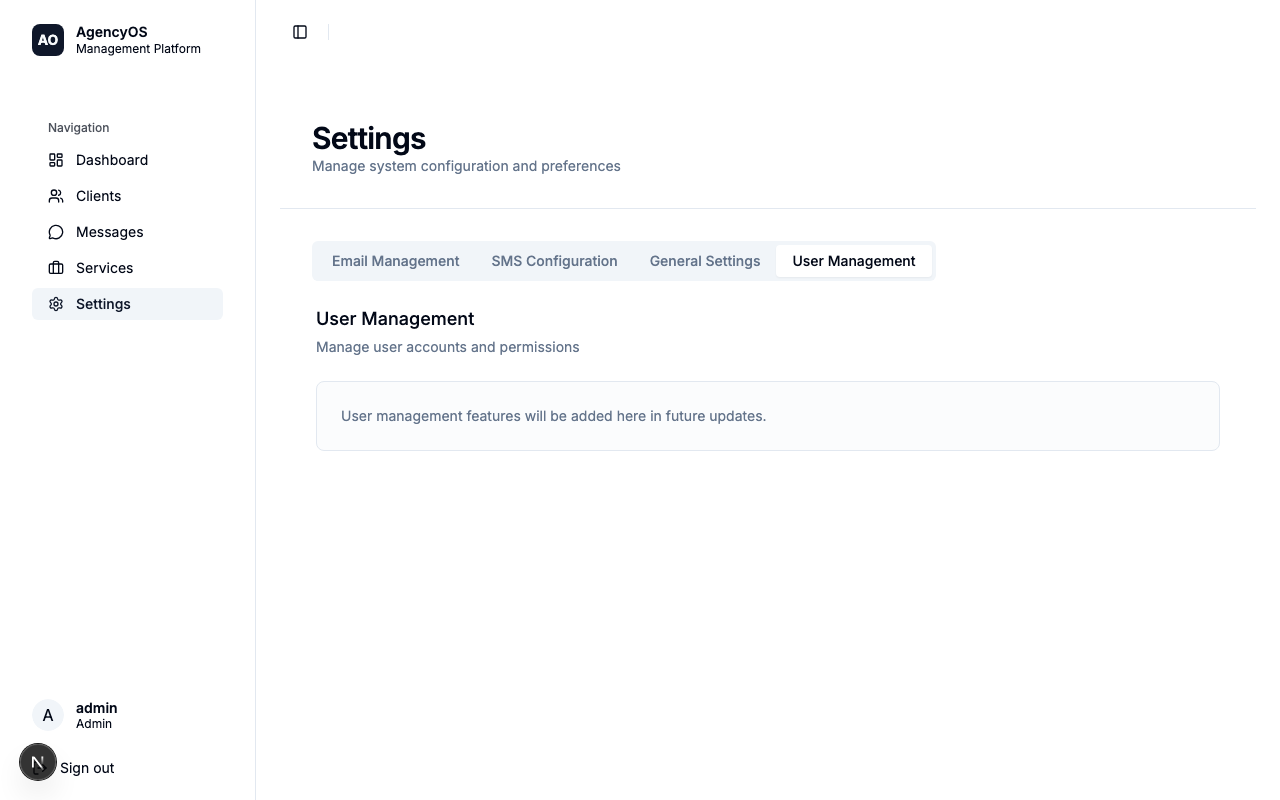 AO
AgencyOS
Management Platform
Navigation
Dashboard
Clients
Messages
Services
Settings
A
admin
Admin
N
Sign out
Settings
Manage system configuration and preferences
Email Management
SMS Configuration
General Settings
User Management
User Management
Manage user accounts and permissions
User management features will be added here in future updates.